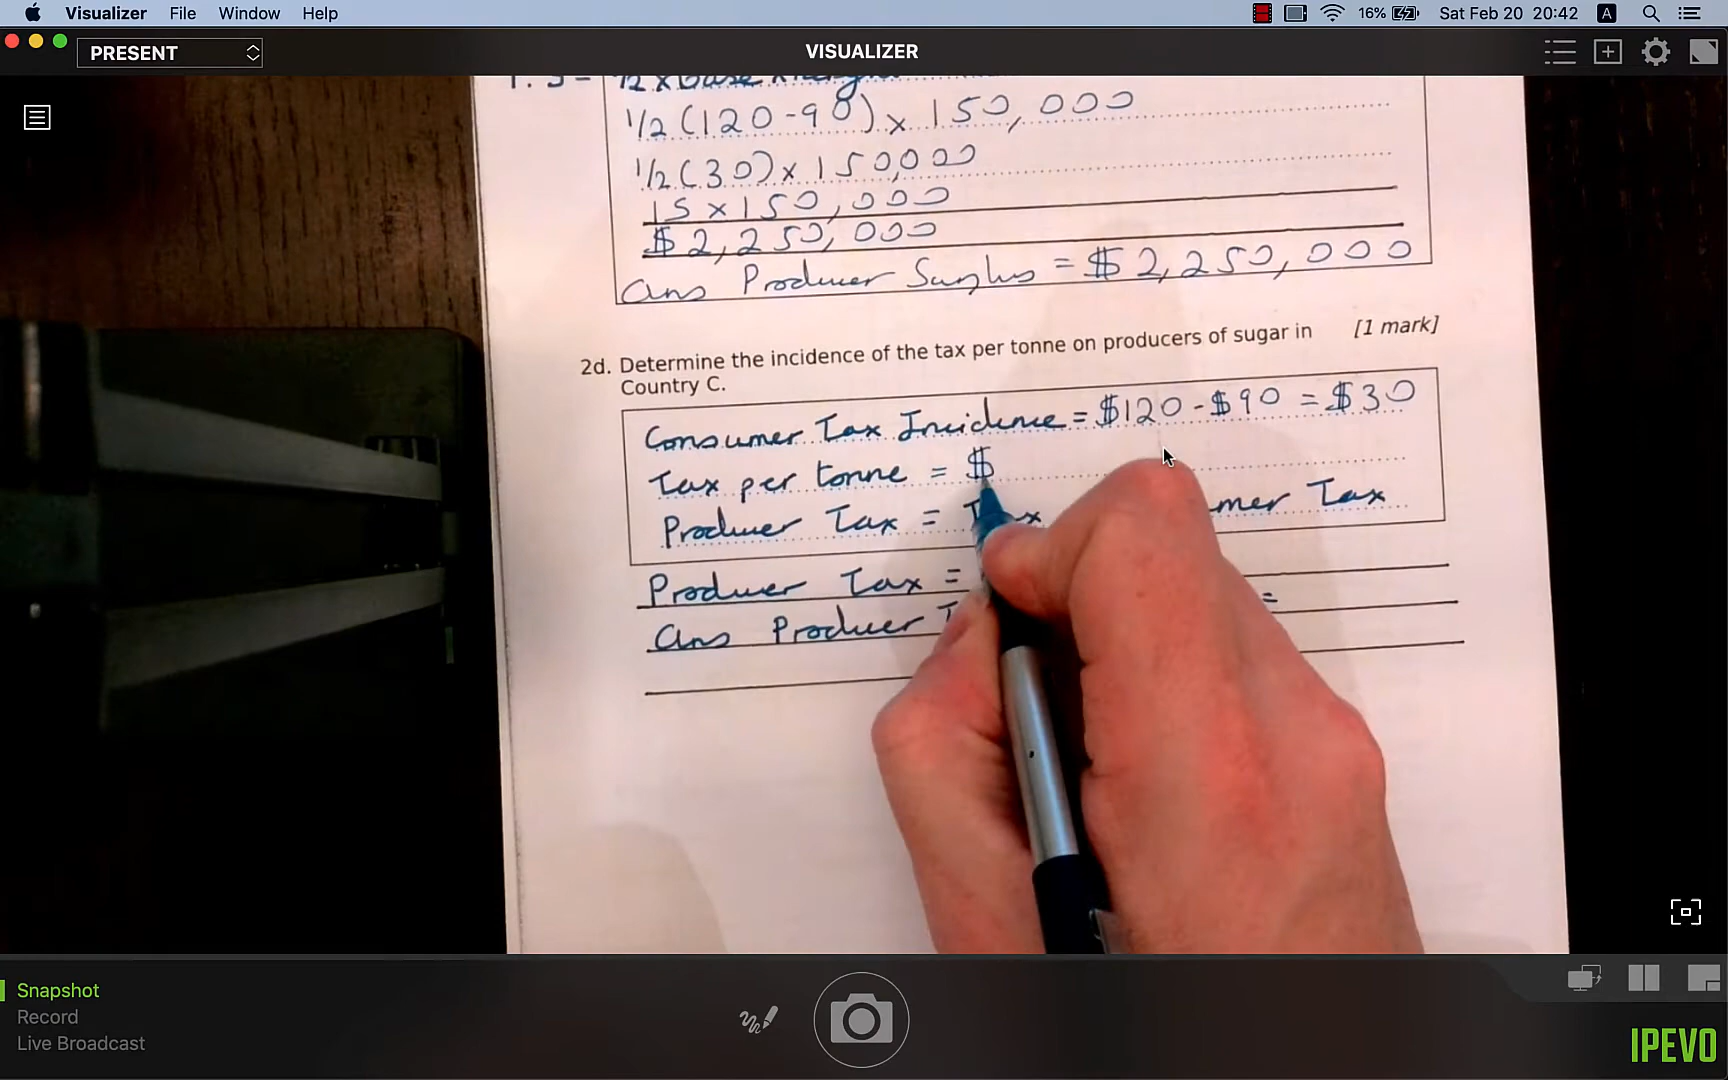 Visualizer File Window Help 16% Sat Feb 20 20:42 A
PRESENT VISUALIZER
1/2 (120-90) x 150,000
1/2 (30) x 150,000
15 x 150,000
$2,250,000
Ans Producer Surplus = $2,250,000
2d. Determine the incidence of the tax per tonne on producers of sugar in [1 mark]
Country C.
Consumer Tax Incidence = $120 - $90 = $30
Tax per tonne = $
Producer Tax = Tax mer Tax
Producer Tax =
Ans Producer T =
Snapshot
Record
Live Broadcast
IPEVO